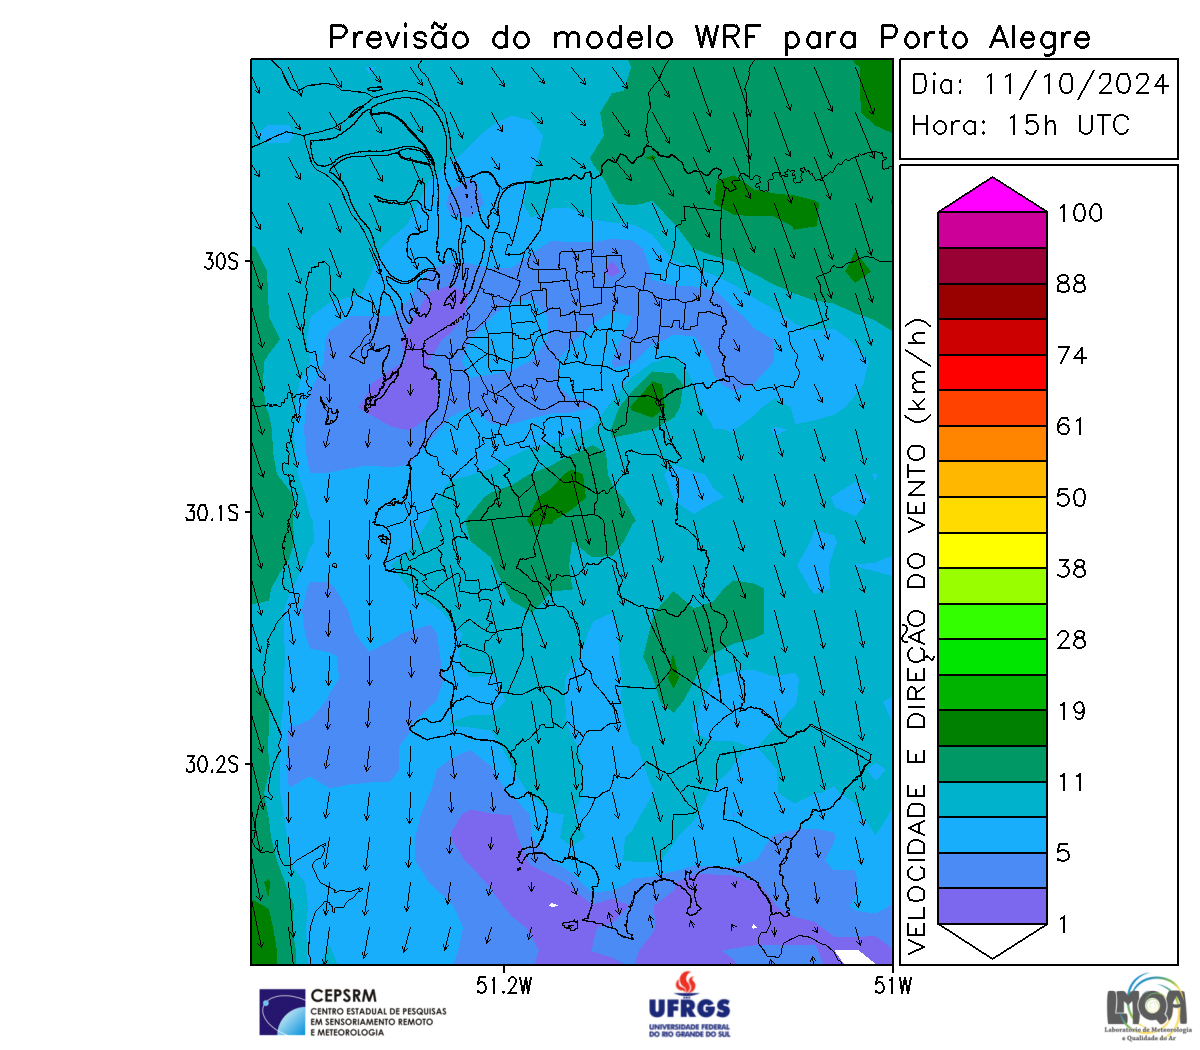 Previsão do modelo WRF para Porto Alegre
Dia: 11/10/2024
Hora: 15h UTC
30S
30.1S
30.2S
51.2W
51W
VELOCIDADE E DIREÇÃO DO VENTO (km/h)
100
88
74
61
50
38
28
19
11
5
1
CEPSRM
CENTRO ESTADUAL DE PESQUISAS
EM SENSORIAMENTO REMOTO
E METEOROLOGIA
UFRGS
UNIVERSIDADE FEDERAL
DO RIO GRANDE DO SUL
LMQA
Laboratório de Meteorologia
e Qualidade do Ar